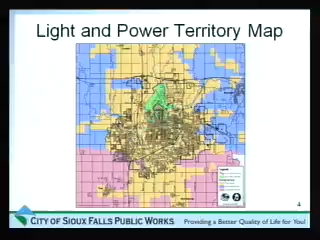 Light and Power Territory Map
4
CITY OF SIOUX FALLS PUBLIC WORKS Providing a Better Quality of Life for You!